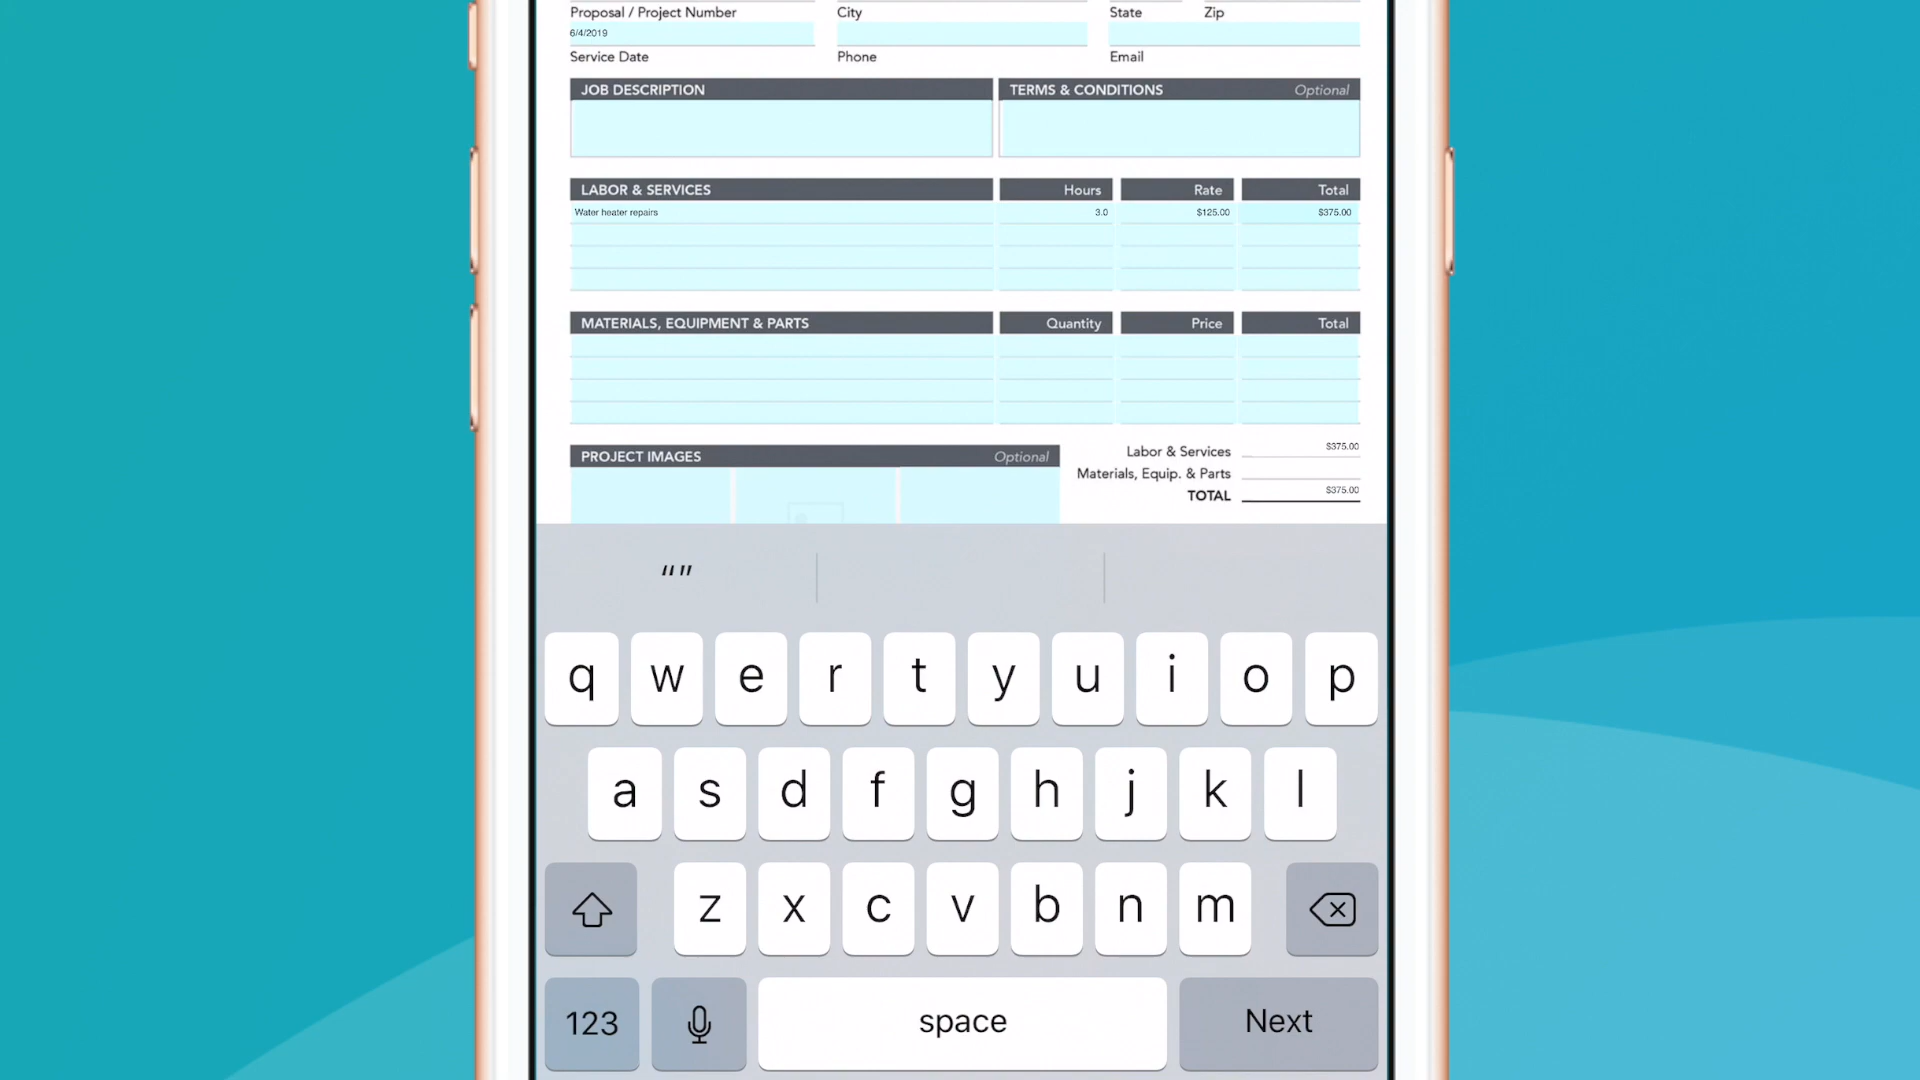 Proposal / Project Number City State Zip
6/4/2019
Service Date Phone Email
JOB DESCRIPTION TERMS & CONDITIONS Optional
LABOR & SERVICES Hours Rate Total
Water heater repairs 3.0 $125.00 $375.00
MATERIALS, EQUIPMENT & PARTS Quantity Price Total
PROJECT IMAGES Optional
Labor & Services $375.00
Materials, Equip. & Parts
TOTAL $375.00
“”
q w e r t y u i o p
a s d f g h j k l
z x c v b n m
123 space Next